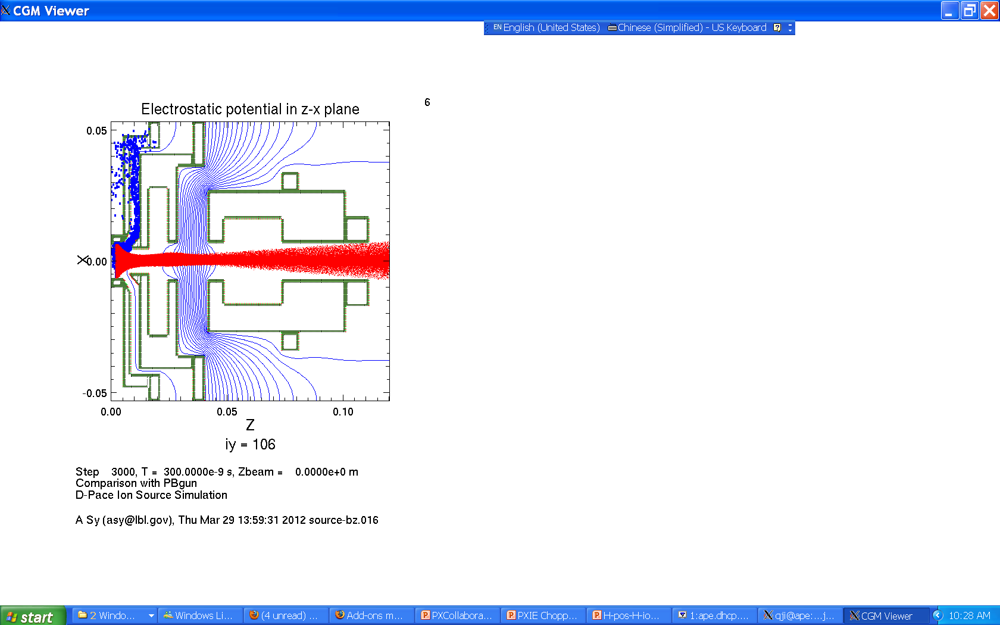 CGM Viewer
EN English (United States) Chinese (Simplified) - US Keyboard
6
Electrostatic potential in z-x plane
0.05
X
0.00
-0.05
0.00 0.05 0.10
Z
iy = 106
Step 3000, T = 300.0000e-9 s, Zbeam = 0.0000e+0 m
Comparison with PBgun
D-Pace Ion Source Simulation
A Sy (asy@lbl.gov), Thu Mar 29 13:59:31 2012 source-bz.016
start 2 Windo... Windows Li... (4 unread) ... Add-ons m... PXCollabora... PXIE Chopp... H-pos-H-io... 1:ape.dhcp.... qji@ape:...j... CGM Viewer 10:28 AM